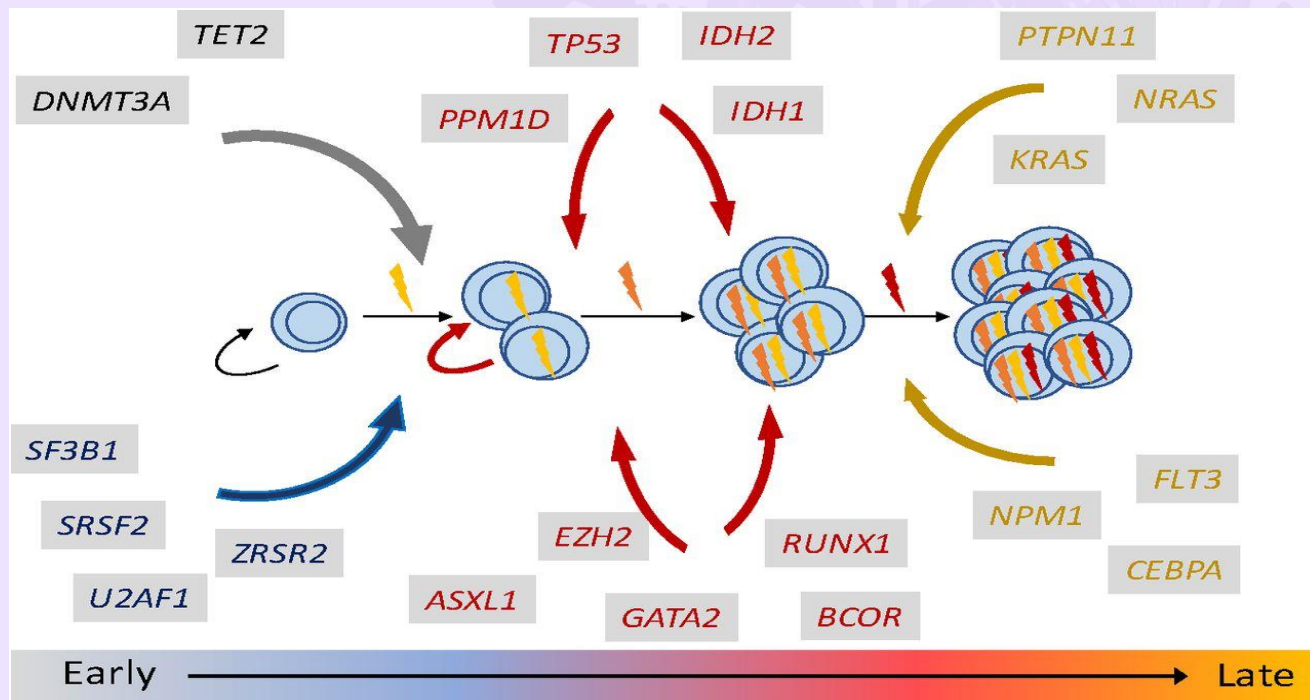 TET2
DNMT3A
TP53
IDH2
PPM1D
IDH1
PTPN11
NRAS
KRAS
SF3B1
SRSF2
ZRSR2
U2AF1
EZH2
RUNX1
ASXL1
GATA2
BCOR
FLT3
NPM1
CEBPA
Early
Late